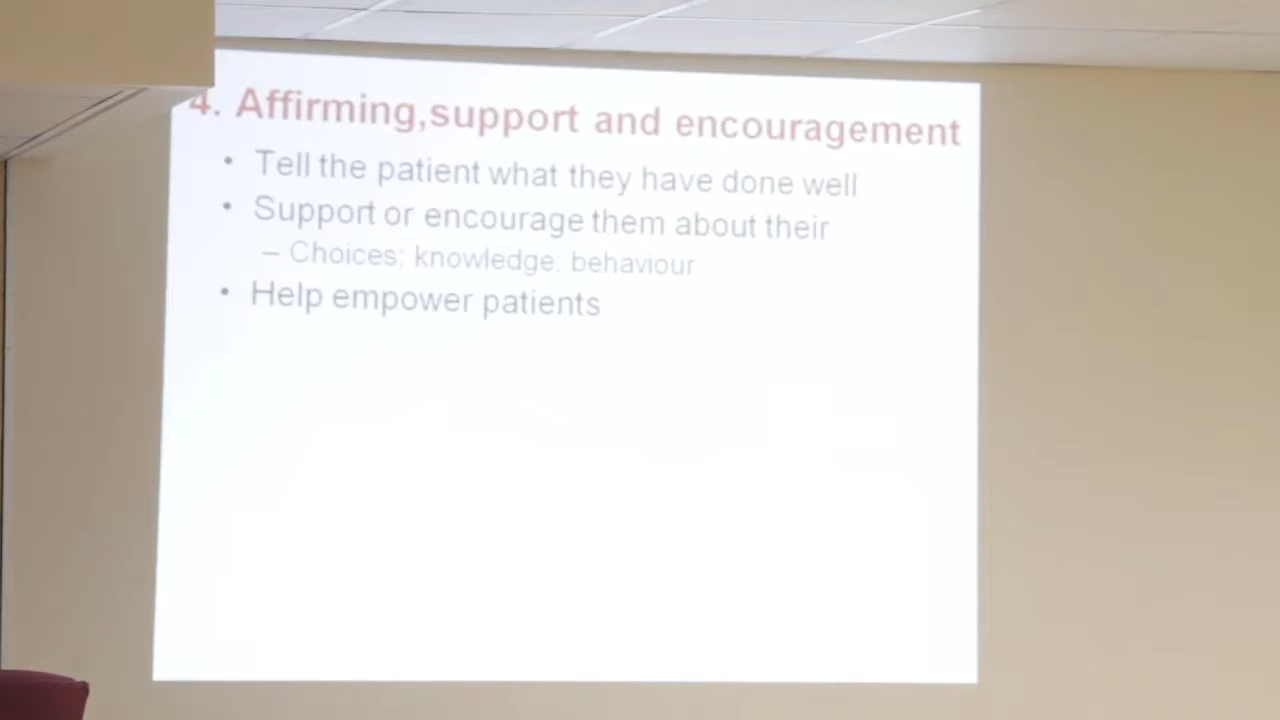 4. Affirming,support and encouragement
• Tell the patient what they have done well
• Support or encourage them about their
– Choices; knowledge; behaviour
• Help empower patients